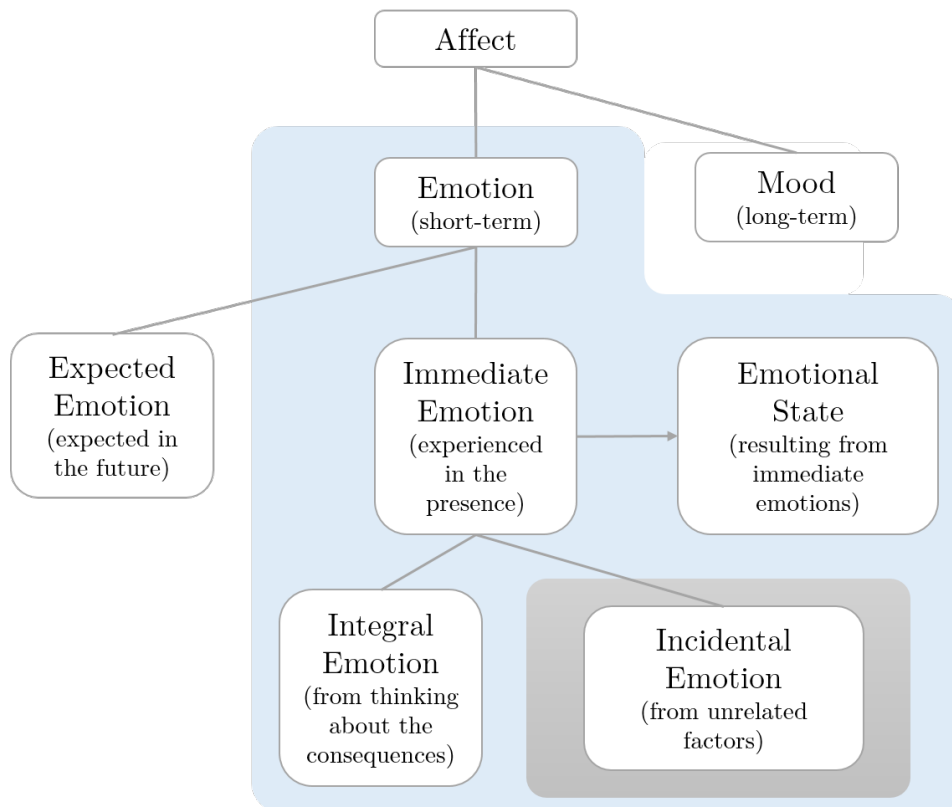 Affect
Emotion
(short-term)
Mood
(long-term)
Expected
Emotion
(expected in
the future)
Immediate
Emotion
(experienced
in the
presence)
Emotional
State
(resulting from
immediate
emotions)
Integral
Emotion
(from thinking
about the
consequences)
Incidental
Emotion
(from unrelated
factors)